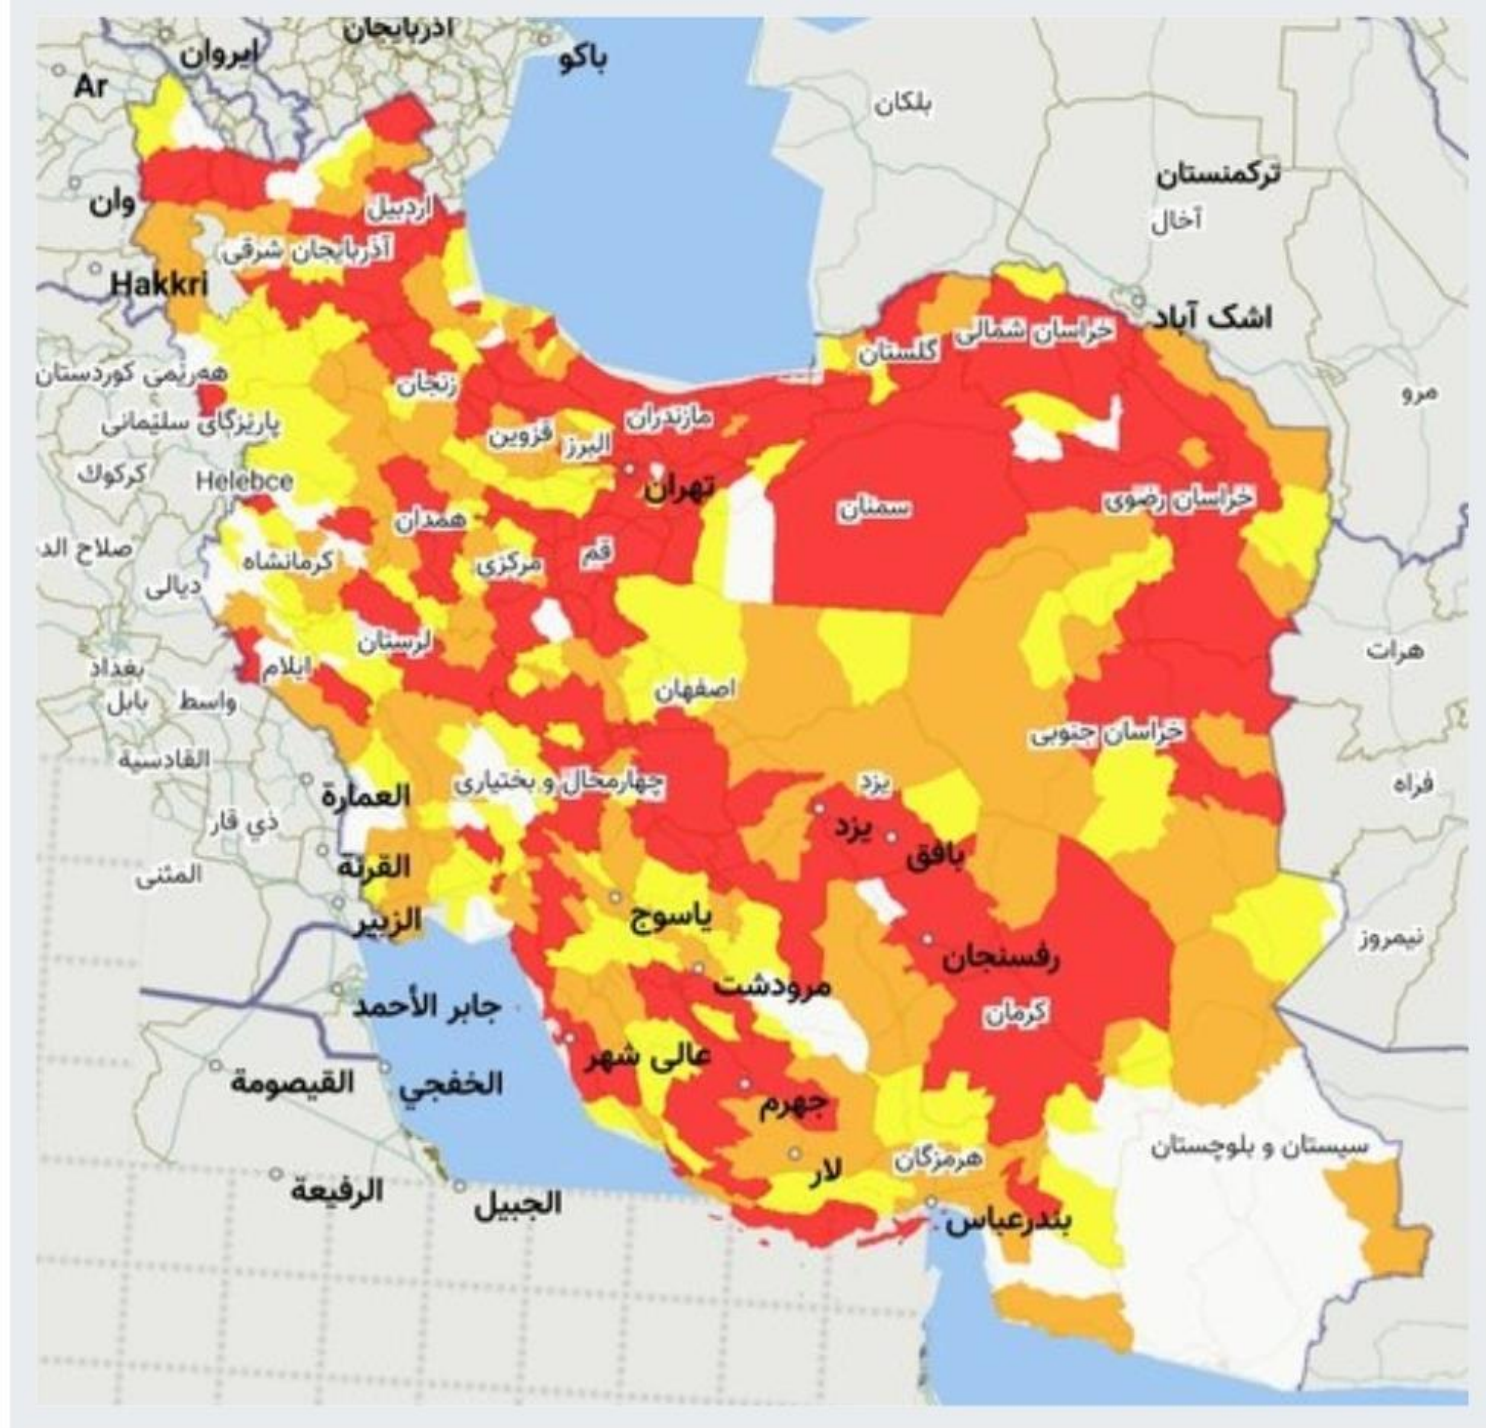 آذربایجان
ایروان
باکو
Ar
بلکان
ترکمنستان
وان
اردبیل
آخال
آذربایجان شرقی
Hakkri
اشک آباد
خراسان شمالی
گلستان
هەرێمی کوردستان
زنجان
مرو
پارێزگای سلێمانی
مازندران
قزوین
البرز
کرکوك
Helebce
تهران
خراسان رضوی
سمنان
همدان
صلاح الد
قم
کرمانشاه
مرکزی
دیالی
لرستان
هرات
بغداد
ایلام
اصفهان
بابل
واسط
خراسان جنوبی
القادسية
چهارمحال و بختیاری
یزد
فراه
العمارة
ذي قار
یزد
بافق
القرنة
المثنى
الزبير
یاسوج
نیمروز
رفسنجان
مرودشت
جابر الأحمد
کرمان
عالی شهر
القيصومة
الخفجي
جهرم
سیستان و بلوچستان
هرمزگان
لار
الرفيعة
الجبيل
بندرعباس